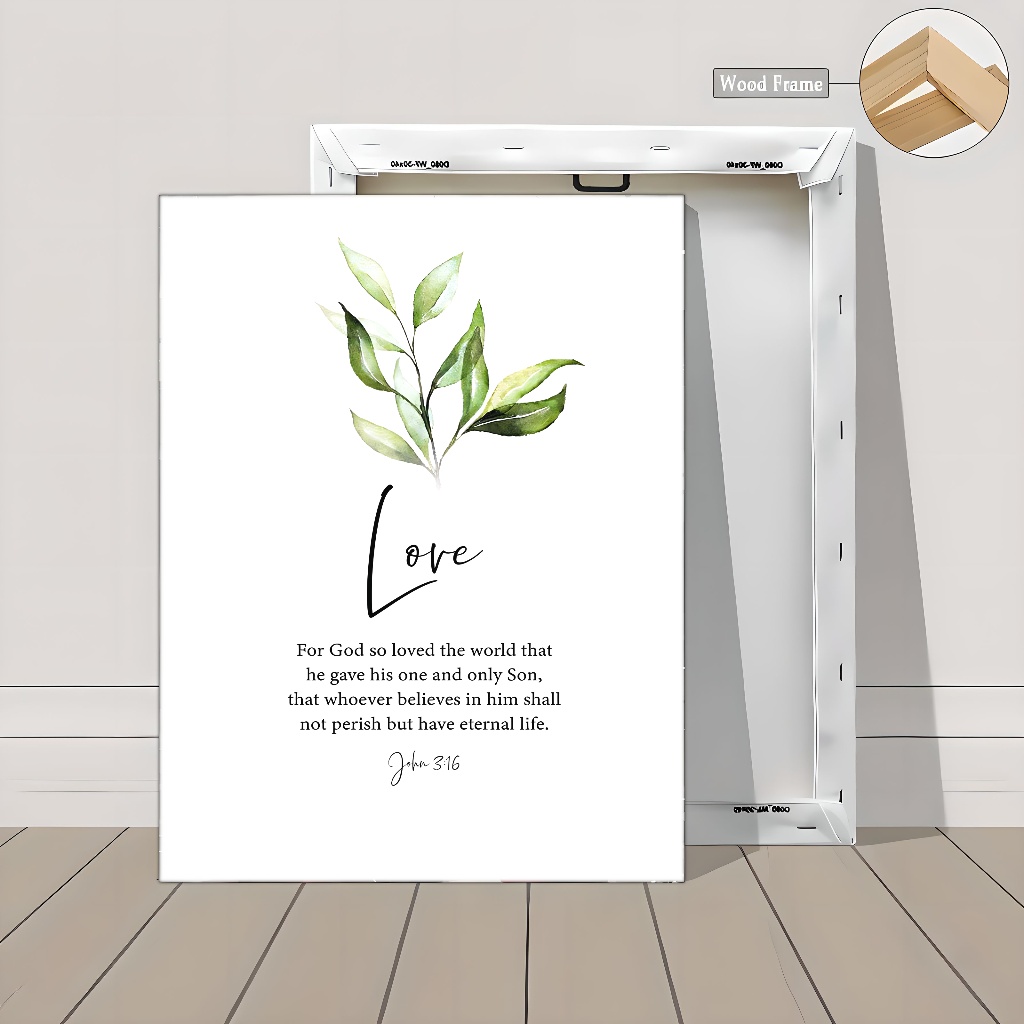 Wood Frame
Love
For God so loved the world that
he gave his one and only Son,
that whoever believes in him shall
not perish but have eternal life.
John 3:16